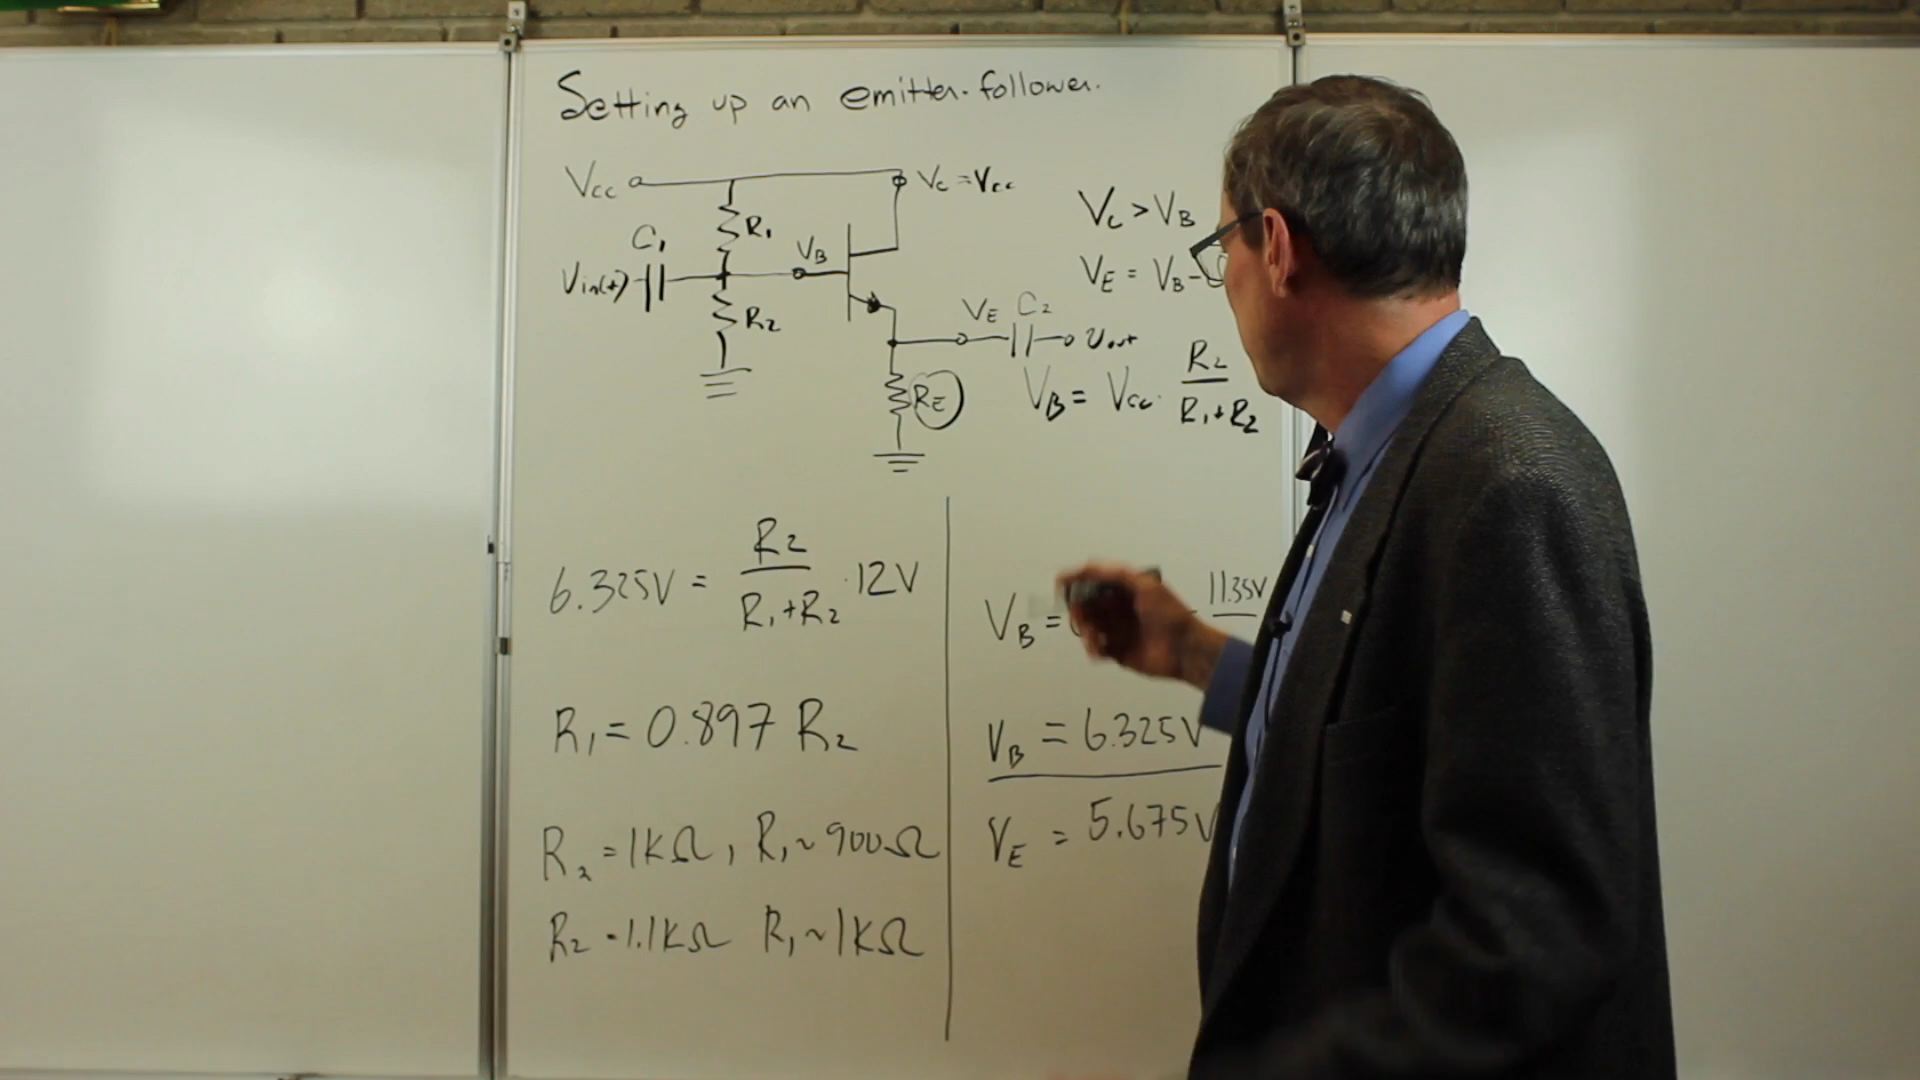 Setting up an emitter-follower.
Vcc
Vc = Vcc
R1
C1
VB
Vin(t)
R2
VE C2
Vout
RE
Vc > VB
VE = VB -
VB = Vcc · R2 / R1 + R2
6.325V = R2 / R1 + R2 · 12V
R1 = 0.897 R2
R2 = 1kΩ, R1 ~ 900Ω
R2 = 1.1kΩ R1 ~ 1kΩ
VB = 11.35V
VB = 6.325V
VE = 5.675V